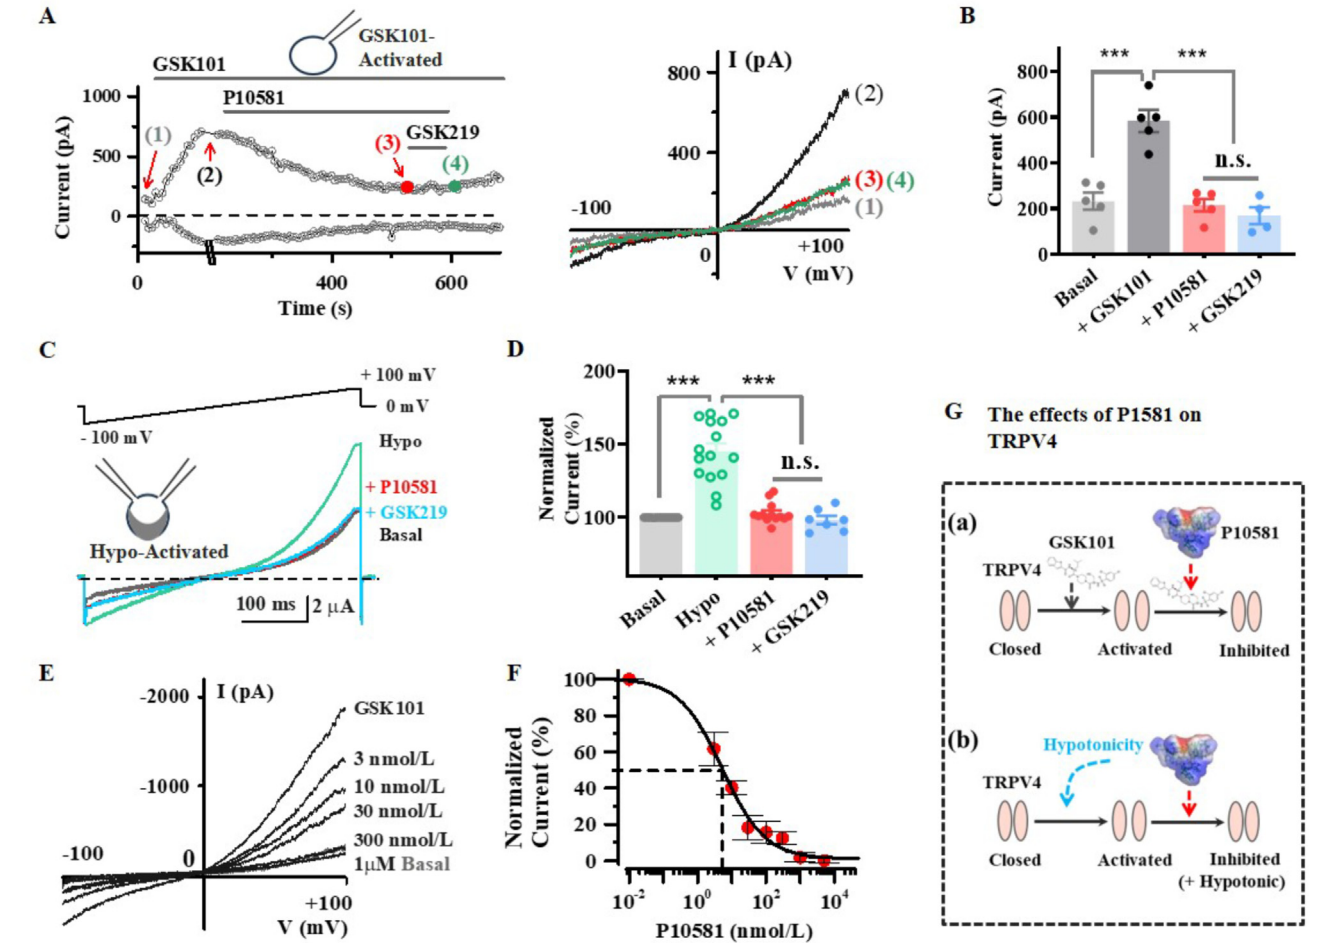 A
GSK101-
Activated
GSK101
P10581
GSK219
1000
500
0
Current (pA)
(1)
(2)
(3)
(4)
0
400
600
Time (s)
I (pA)
800
400
(2)
(3) (4)
(1)
-100
0
+100
V (mV)
B
***
***
n.s.
800
600
400
200
0
Current (pA)
Basal
+ GSK101
+ P10581
+ GSK219
C
+ 100 mV
0 mV
- 100 mV
Hypo
+ P10581
+ GSK219
Basal
Hypo-Activated
100 ms
2 μA
D
200
150
100
Normalized
Current (%)
***
***
n.s.
Basal
Hypo
+ P10581
+ GSK219
E
I (pA)
-2000
-1000
0
-100
GSK101
3 nmol/L
10 nmol/L
30 nmol/L
300 nmol/L
1μM Basal
+100
V (mV)
F
100
80
60
40
20
0
Normalized
Current (%)
10-2
100
102
104
P10581 (nmol/L)
G
The effects of P1581 on
TRPV4
(a)
GSK101
P10581
TRPV4
Closed
Activated
Inhibited
(b)
Hypotonicity
TRPV4
Closed
Activated
Inhibited
(+ Hypotonic)